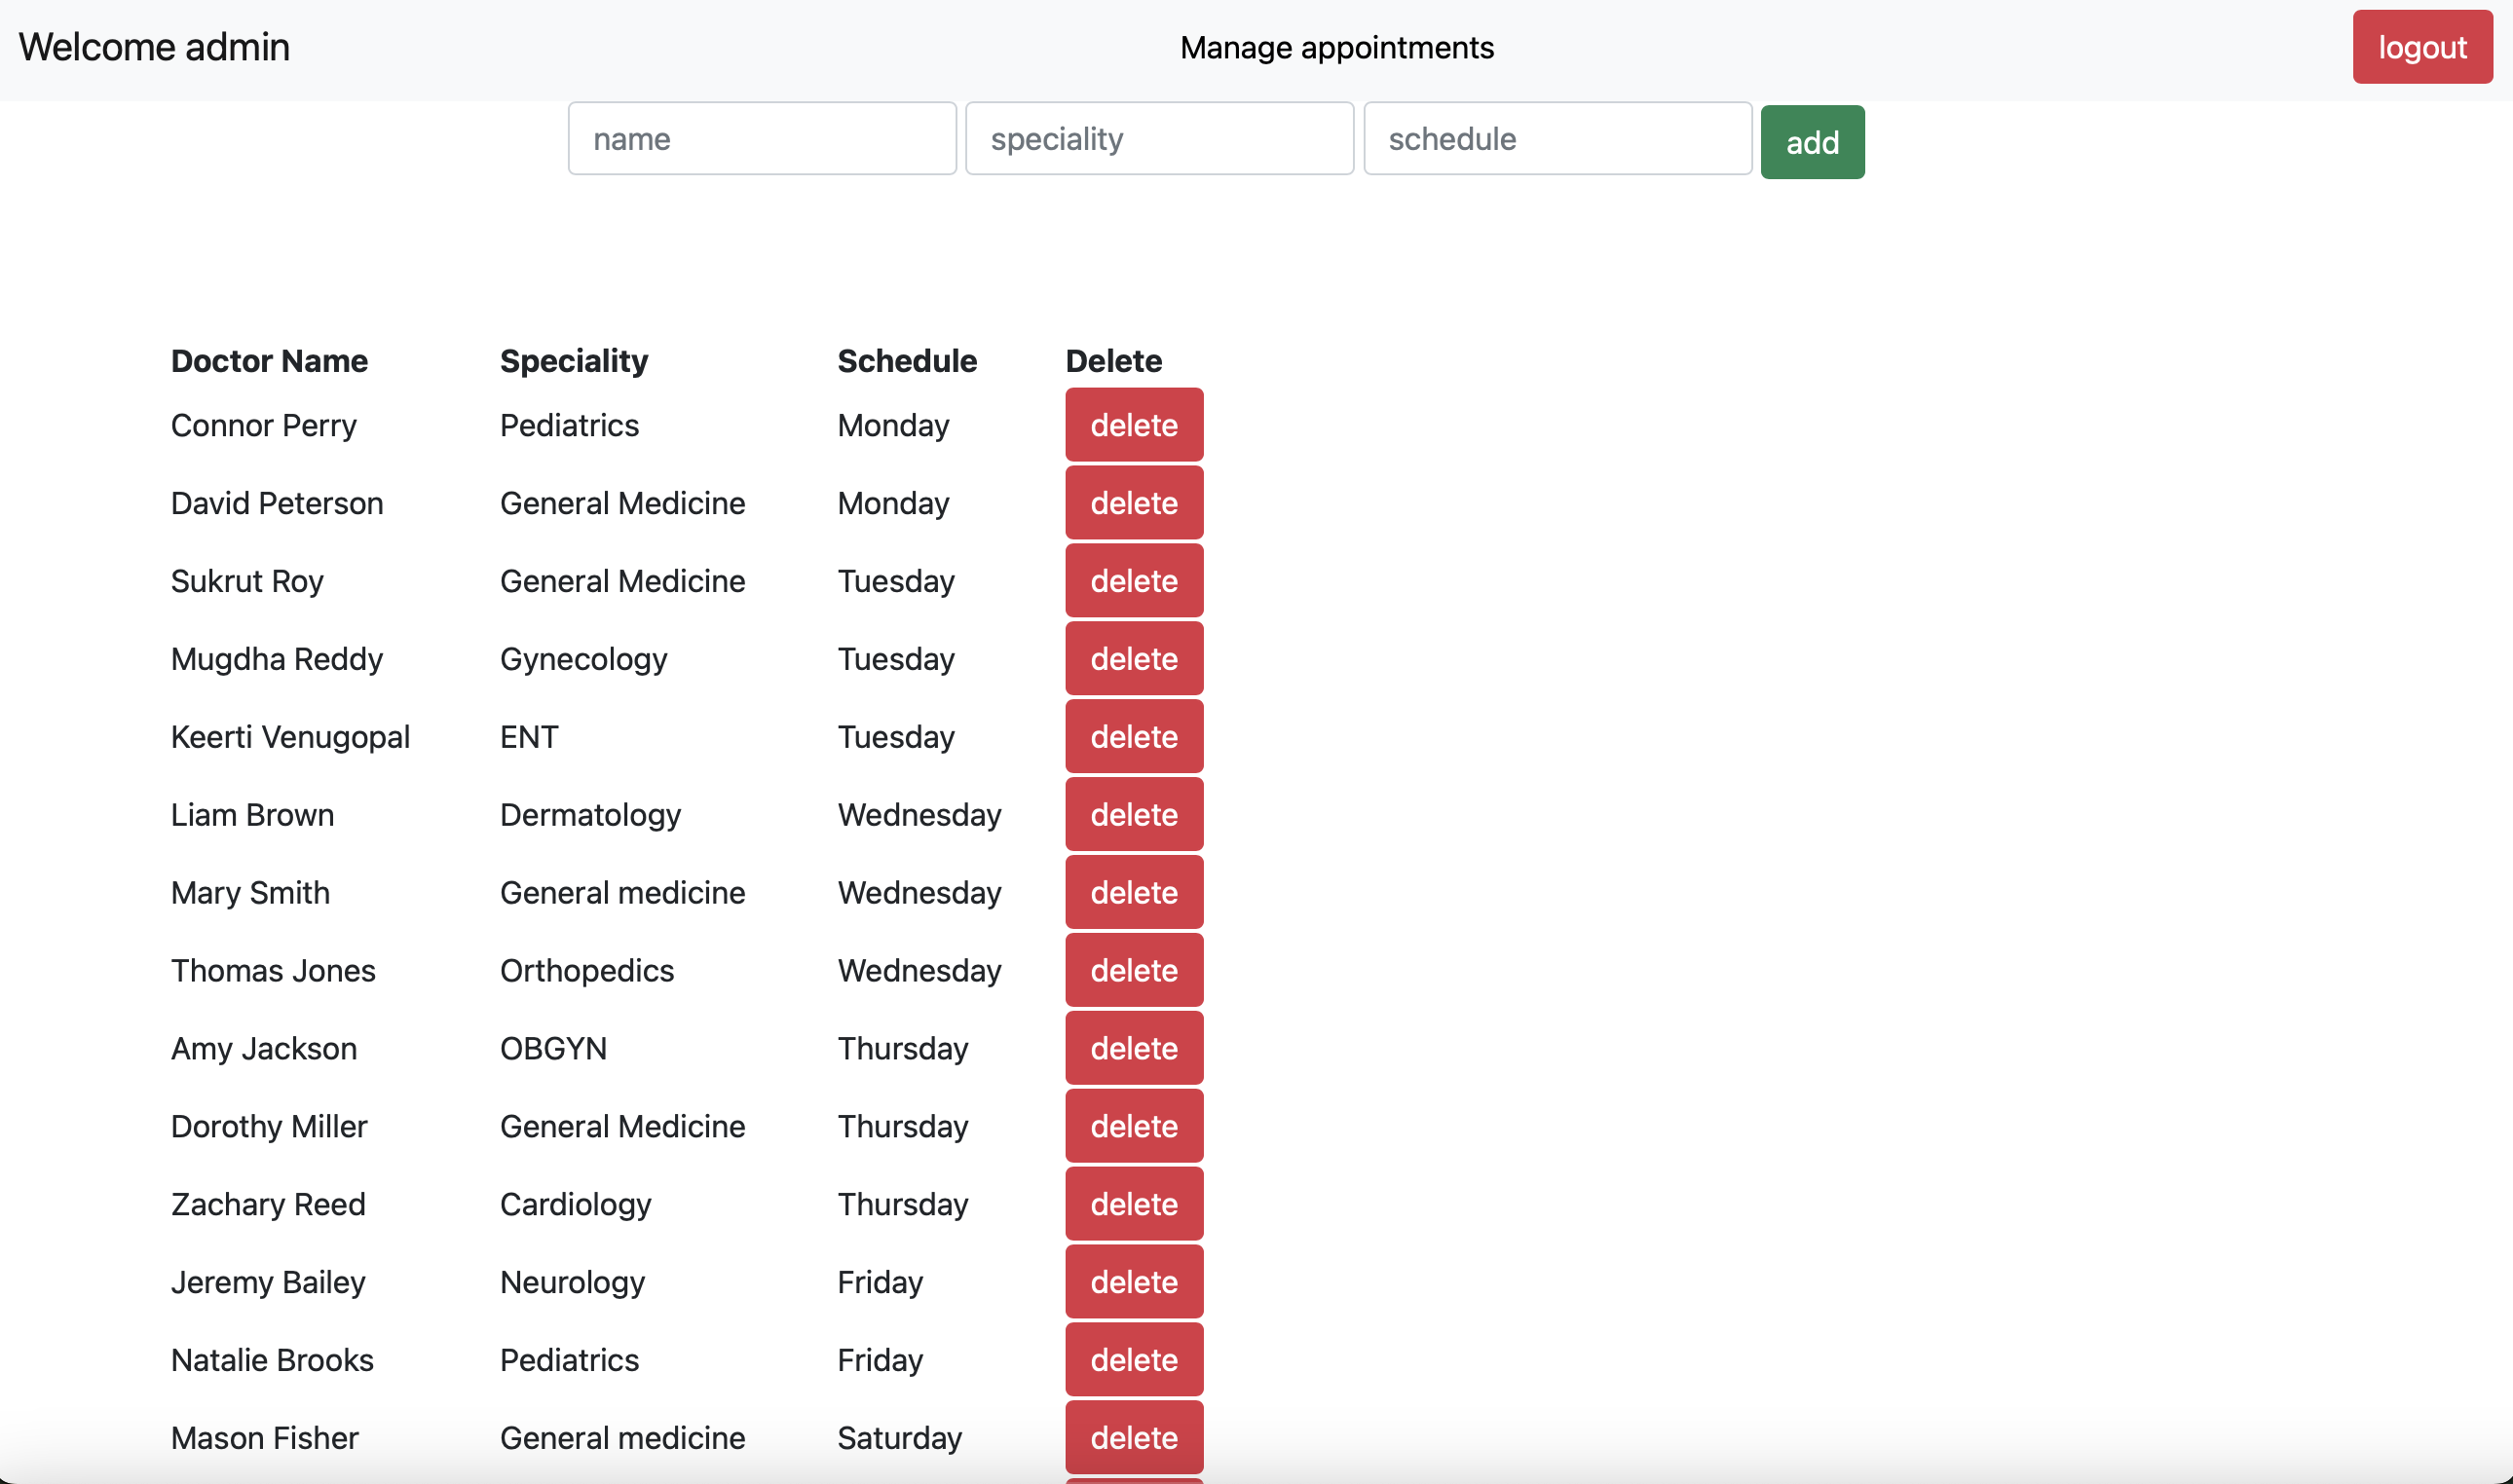 Welcome admin Manage appointments logout
name speciality schedule add
Doctor Name Speciality Schedule Delete
Connor Perry Pediatrics Monday delete
David Peterson General Medicine Monday delete
Sukrut Roy General Medicine Tuesday delete
Mugdha Reddy Gynecology Tuesday delete
Keerti Venugopal ENT Tuesday delete
Liam Brown Dermatology Wednesday delete
Mary Smith General medicine Wednesday delete
Thomas Jones Orthopedics Wednesday delete
Amy Jackson OBGYN Thursday delete
Dorothy Miller General Medicine Thursday delete
Zachary Reed Cardiology Thursday delete
Jeremy Bailey Neurology Friday delete
Natalie Brooks Pediatrics Friday delete
Mason Fisher General medicine Saturday delete